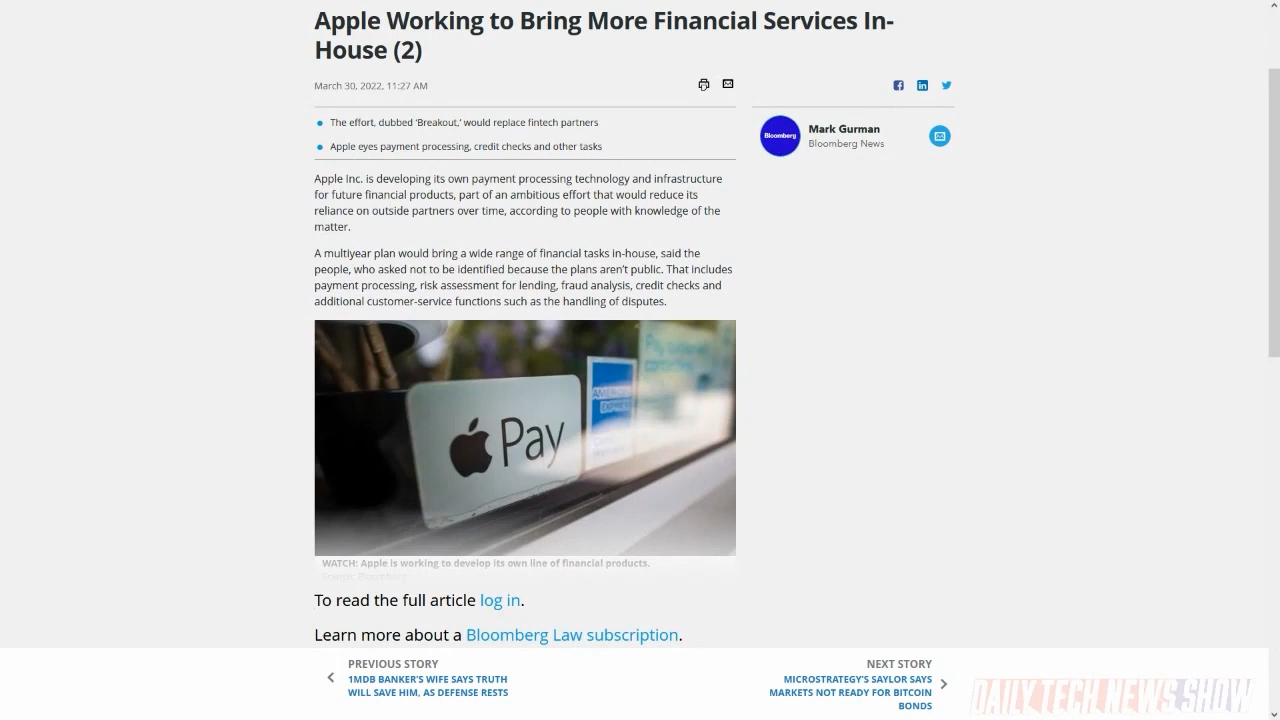 Apple Working to Bring More Financial Services In-
House (2)
March 30, 2022, 11:27 AM
The effort, dubbed ‘Breakout,’ would replace fintech partners
Apple eyes payment processing, credit checks and other tasks
Bloomberg
Mark Gurman
Bloomberg News
Apple Inc. is developing its own payment processing technology and infrastructure
for future financial products, part of an ambitious effort that would reduce its
reliance on outside partners over time, according to people with knowledge of the
matter.
A multiyear plan would bring a wide range of financial tasks in-house, said the
people, who asked not to be identified because the plans aren’t public. That includes
payment processing, risk assessment for lending, fraud analysis, credit checks and
additional customer-service functions such as the handling of disputes.
Pay
AMERICAN
EXPRESS
WATCH: Apple is working to develop its own line of financial products.
Source: Bloomberg
To read the full article log in.
Learn more about a Bloomberg Law subscription.
PREVIOUS STORY
1MDB BANKER’S WIFE SAYS TRUTH
WILL SAVE HIM, AS DEFENSE RESTS
NEXT STORY
MICROSTRATEGY’S SAYLOR SAYS
MARKETS NOT READY FOR BITCOIN
BONDS
DAILY TECH NEWS SHOW